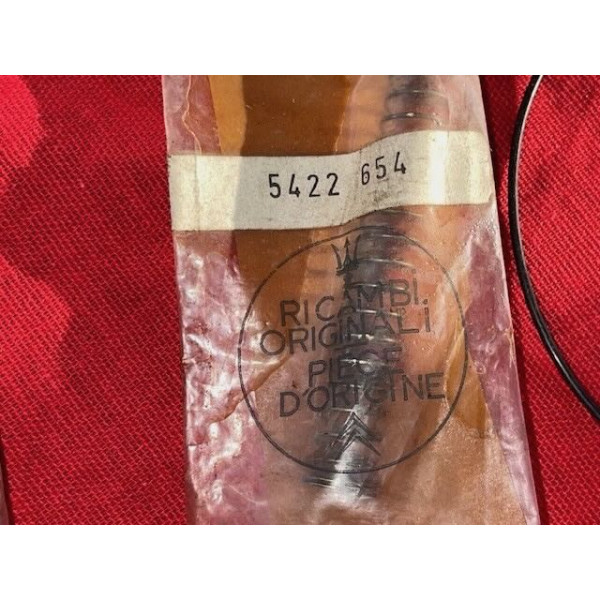 5422 654
RICAMBI
ORIGINALI
PIECE
D'ORIGINE